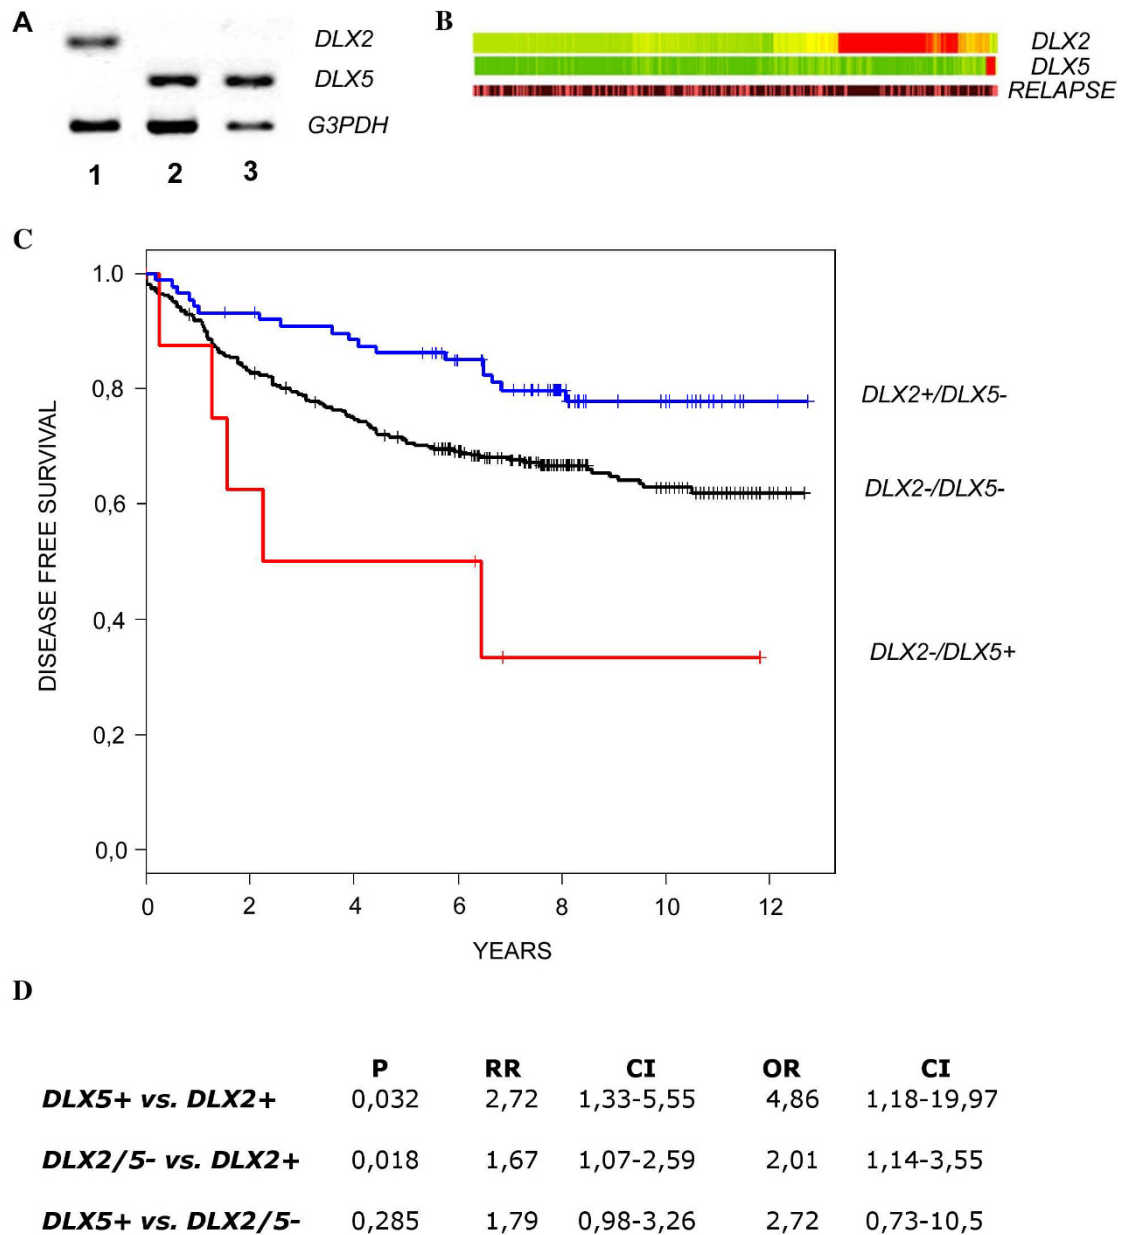 A
DLX2
DLX5
G3PDH
1 2 3
B
DLX2
DLX5
RELAPSE
C
DISEASE FREE SURVIVAL
1.0
0,8
0,6
0,4
0,2
0,0
0 2 4 6 8 10 12
YEARS
DLX2+/DLX5-
DLX2-/DLX5-
DLX2-/DLX5+
D
P RR CI OR CI
DLX5+ vs. DLX2+ 0,032 2,72 1,33-5,55 4,86 1,18-19,97
DLX2/5- vs. DLX2+ 0,018 1,67 1,07-2,59 2,01 1,14-3,55
DLX5+ vs. DLX2/5- 0,285 1,79 0,98-3,26 2,72 0,73-10,5